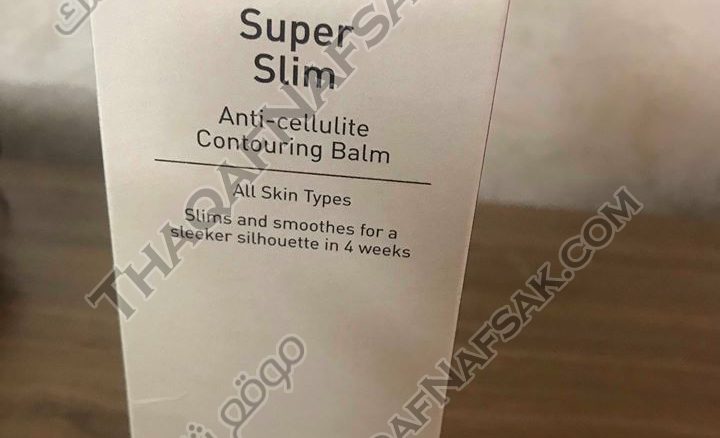 Super
Slim
Anti-cellulite
Contouring Balm
All Skin Types
Slims and smoothes for a
sleeker silhouette in 4 weeks
THAQAFNAFSAK.COM
موقع